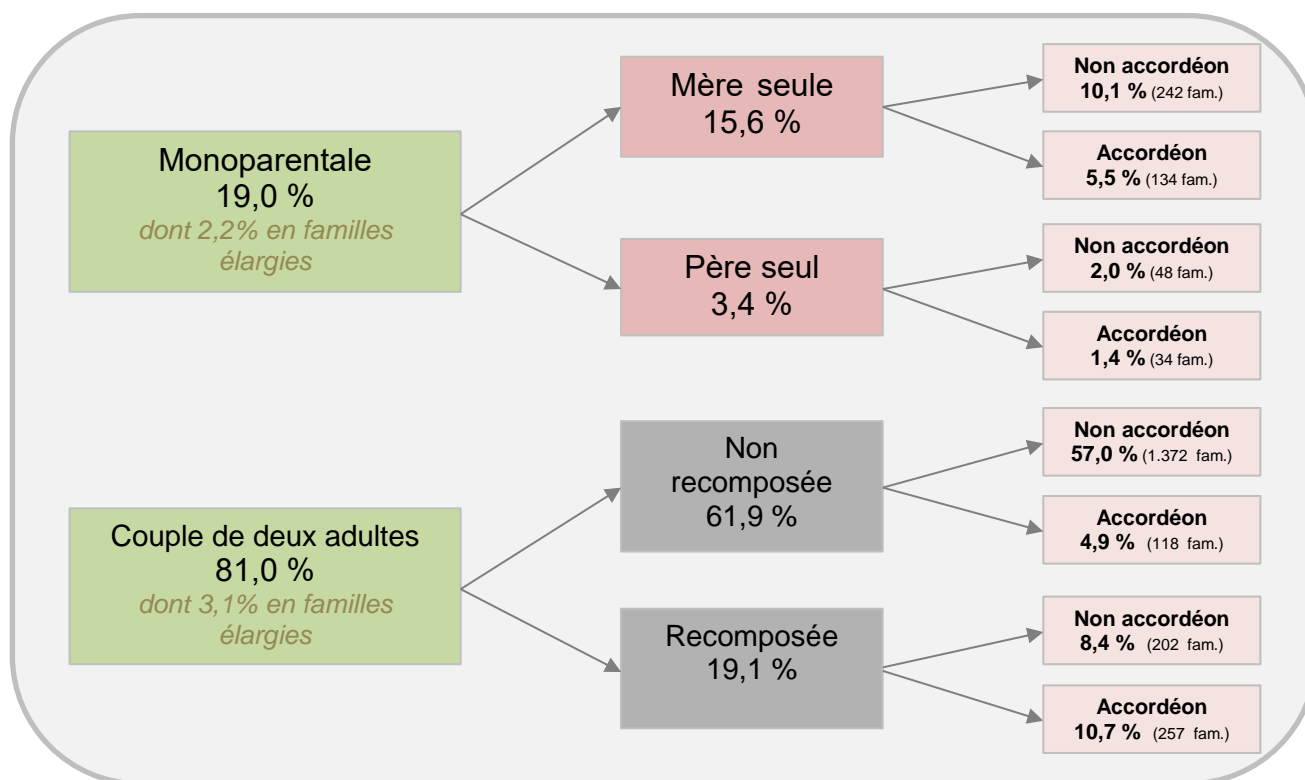 Monoparentale
19,0 %
dont 2,2% en familles
élargies
Mère seule
15,6 %
Non accordéon
10,1 % (242 fam.)
Accordéon
5,5 % (134 fam.)
Père seul
3,4 %
Non accordéon
2,0 % (48 fam.)
Accordéon
1,4 % (34 fam.)
Couple de deux adultes
81,0 %
dont 3,1% en familles
élargies
Non
recomposée
61,9 %
Non accordéon
57,0 % (1.372 fam.)
Accordéon
4,9 % (118 fam.)
Recomposée
19,1 %
Non accordéon
8,4 % (202 fam.)
Accordéon
10,7 % (257 fam.)